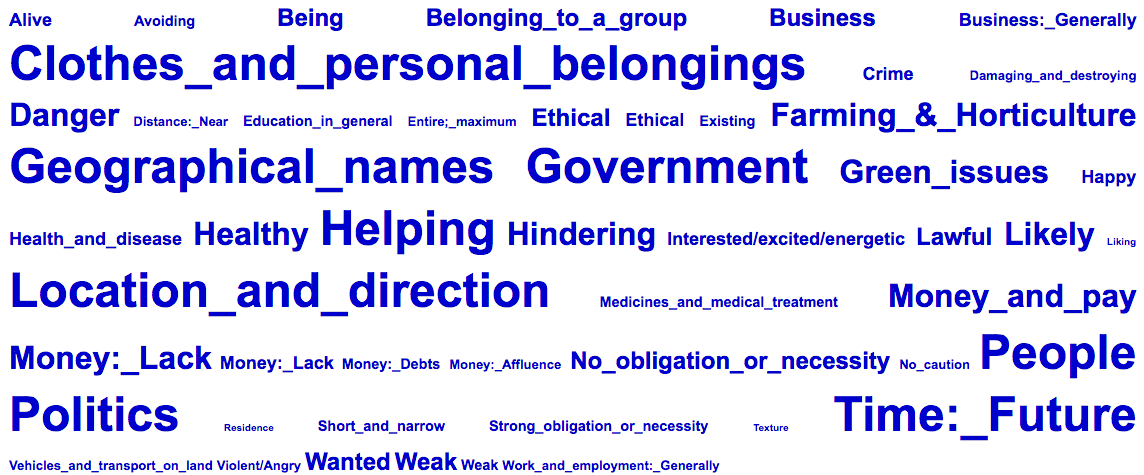 Alive Avoiding Being Belonging_to_a_group Business Business:_Generally
Clothes_and_personal_belongings Crime Damaging_and_destroying
Danger Distance:_Near Education_in_general Entire;_maximum Ethical Ethical Existing Farming_&_Horticulture
Geographical_names Government Green_issues Happy
Health_and_disease Healthy Helping Hindering Interested/excited/energetic Lawful Likely Liking
Location_and_direction Medicines_and_medical_treatment Money_and_pay
Money:_Lack Money:_Lack Money:_Debts Money:_Affluence No_obligation_or_necessity No_caution People
Politics Residence Short_and_narrow Strong_obligation_or_necessity Texture Time:_Future
Vehicles_and_transport_on_land Violent/Angry Wanted Weak Weak Work_and_employment:_Generally